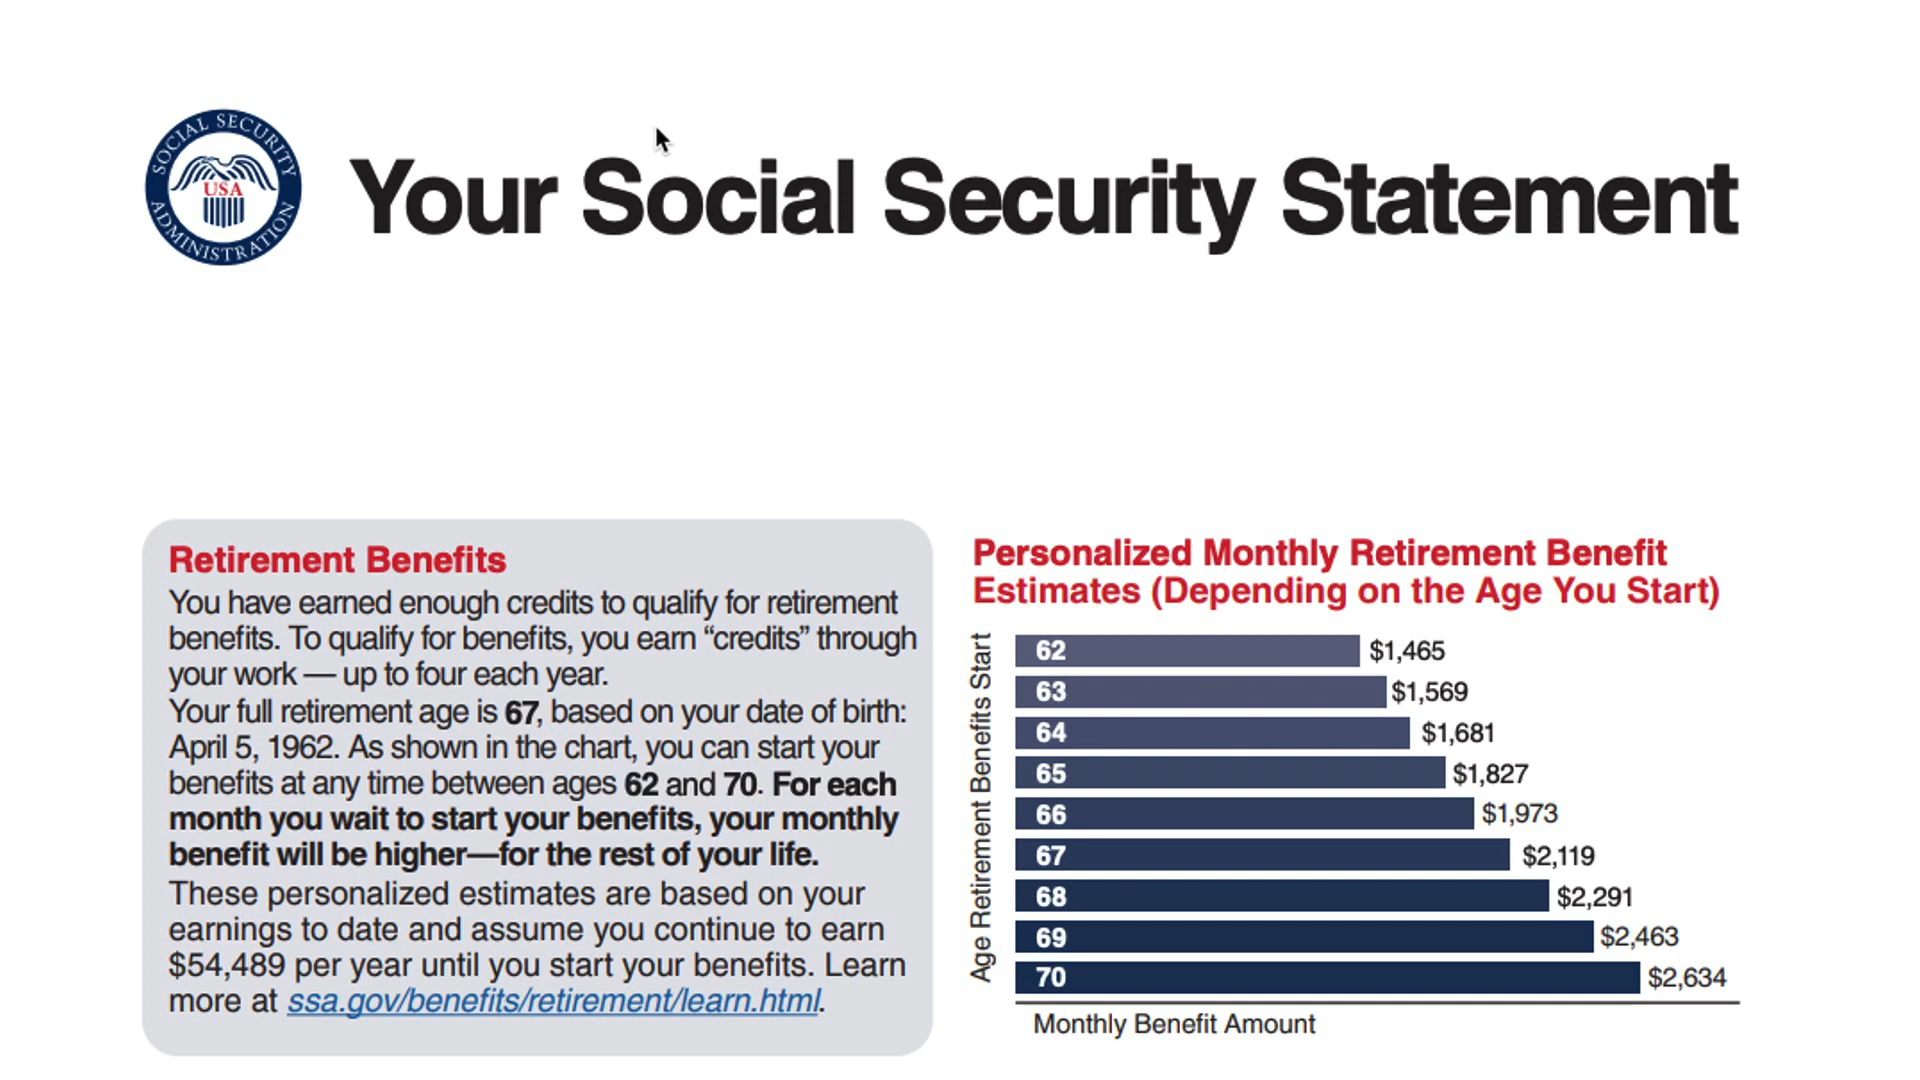 SOCIAL SECURITY
USA
ADMINISTRATION
Your Social Security Statement
Retirement Benefits
You have earned enough credits to qualify for retirement
benefits. To qualify for benefits, you earn “credits” through
your work — up to four each year.
Your full retirement age is 67, based on your date of birth:
April 5, 1962. As shown in the chart, you can start your
benefits at any time between ages 62 and 70. For each
month you wait to start your benefits, your monthly
benefit will be higher—for the rest of your life.
These personalized estimates are based on your
earnings to date and assume you continue to earn
$54,489 per year until you start your benefits. Learn
more at ssa.gov/benefits/retirement/learn.html.
Personalized Monthly Retirement Benefit
Estimates (Depending on the Age You Start)
Age Retirement Benefits Start
62 $1,465
63 $1,569
64 $1,681
65 $1,827
66 $1,973
67 $2,119
68 $2,291
69 $2,463
70 $2,634
Monthly Benefit Amount